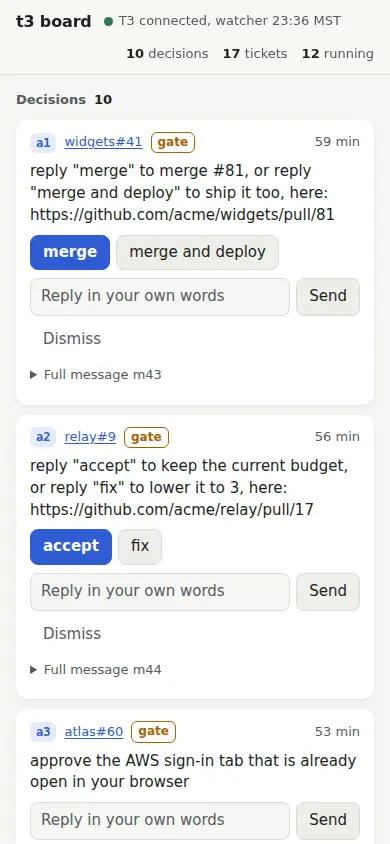 t3 board T3 connected, watcher 23:36 MST
10 decisions 17 tickets 12 running
Decisions 10
a1 widgets#41 gate 59 min
reply "merge" to merge #81, or reply
"merge and deploy" to ship it too, here:
https://github.com/acme/widgets/pull/81
merge merge and deploy
Reply in your own words Send
Dismiss
Full message m43
a2 relay#9 gate 56 min
reply "accept" to keep the current budget,
or reply "fix" to lower it to 3, here:
https://github.com/acme/relay/pull/17
accept fix
Reply in your own words Send
Dismiss
Full message m44
a3 atlas#60 gate 53 min
approve the AWS sign-in tab that is already
open in your browser
Reply in your own words Send